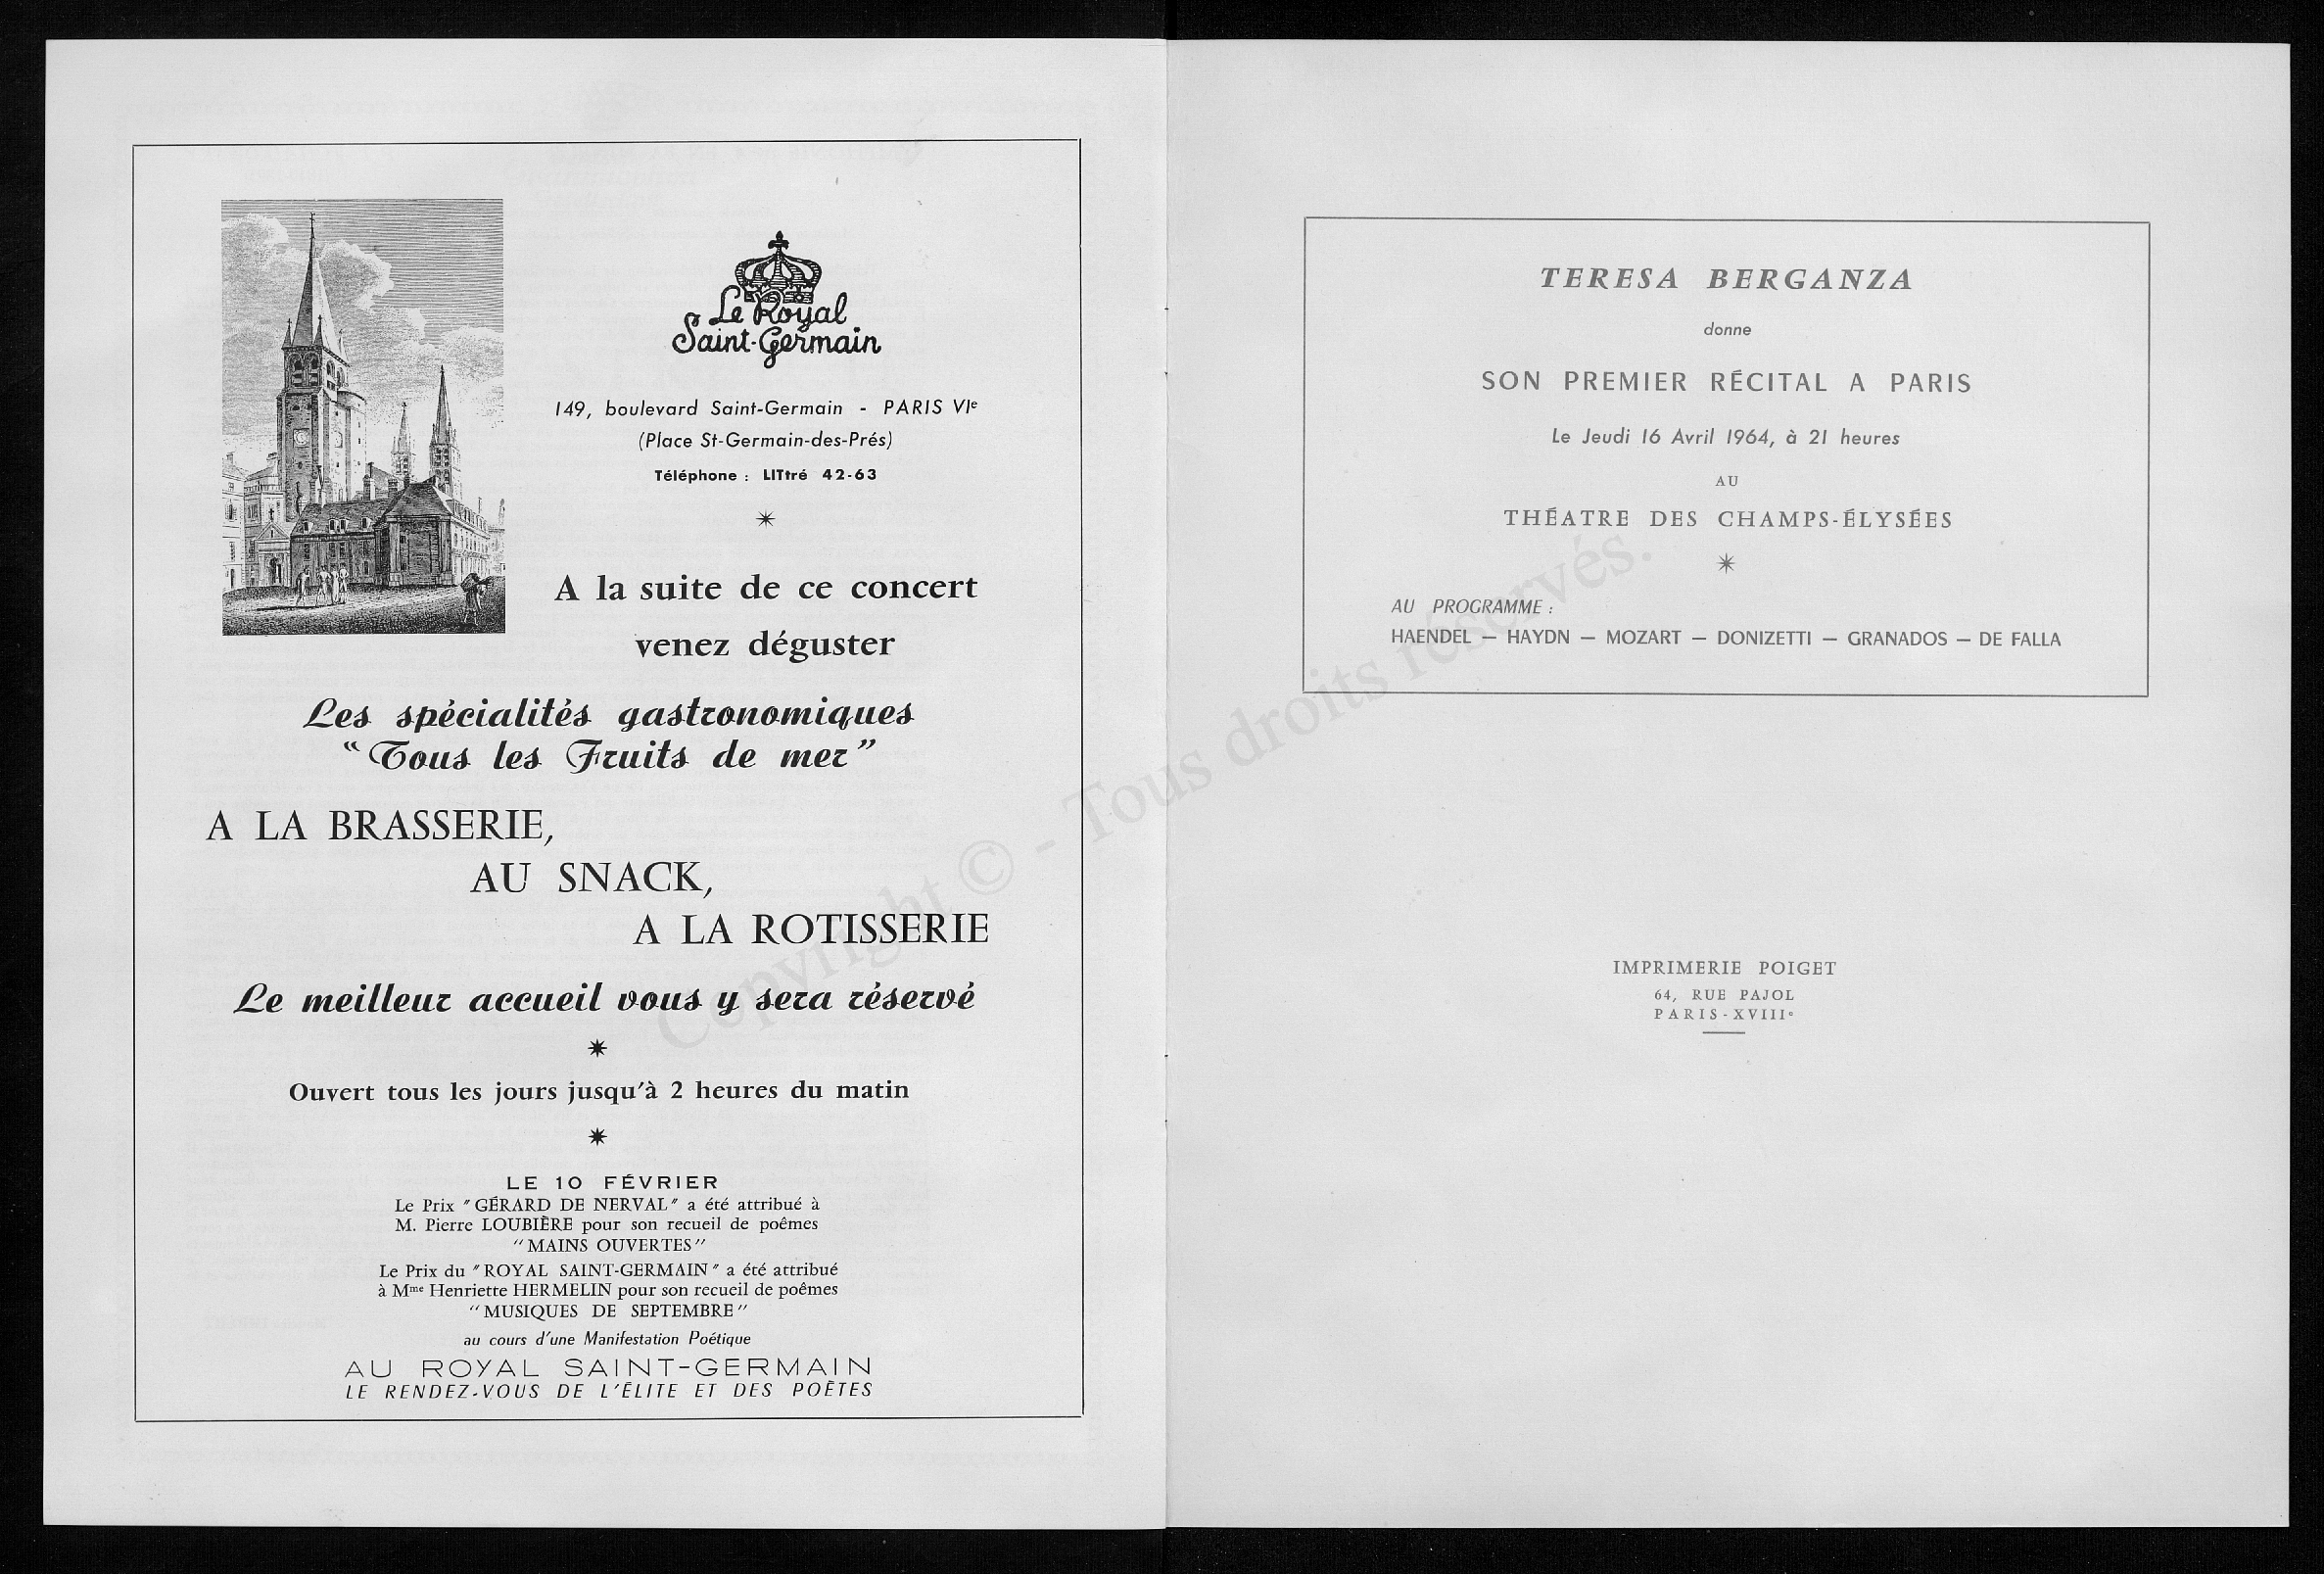 Le Royal
Saint-Germain
149, boulevard Saint-Germain - PARIS VIe
(Place St-Germain-des-Prés)
Téléphone : LITtré 42-63
A la suite de ce concert
venez déguster
Les spécialités gastronomiques
“Tous les Fruits de mer”
A LA BRASSERIE,
AU SNACK,
A LA ROTISSERIE
Le meilleur accueil vous y sera réservé
Ouvert tous les jours jusqu'à 2 heures du matin
LE 10 FÉVRIER
Le Prix "GÉRARD DE NERVAL" a été attribué à
M. Pierre LOUBIÈRE pour son recueil de poêmes
"MAINS OUVERTES"
Le Prix du "ROYAL SAINT-GERMAIN" a été attribué
à Mme Henriette HERMELIN pour son recueil de poêmes
"MUSIQUES DE SEPTEMBRE"
au cours d'une Manifestation Poétique
AU ROYAL SAINT-GERMAIN
LE RENDEZ-VOUS DE L'ÉLITE ET DES POÈTES
TERESA BERGANZA
donne
SON PREMIER RÉCITAL A PARIS
Le Jeudi 16 Avril 1964, à 21 heures
AU
THÉATRE DES CHAMPS-ÉLYSÉES
AU PROGRAMME :
HAENDEL — HAYDN — MOZART — DONIZETTI — GRANADOS — DE FALLA
IMPRIMERIE POIGET
64, RUE PAJOL
PARIS-XVIIIe
Copyright © - Tous droits réservés.